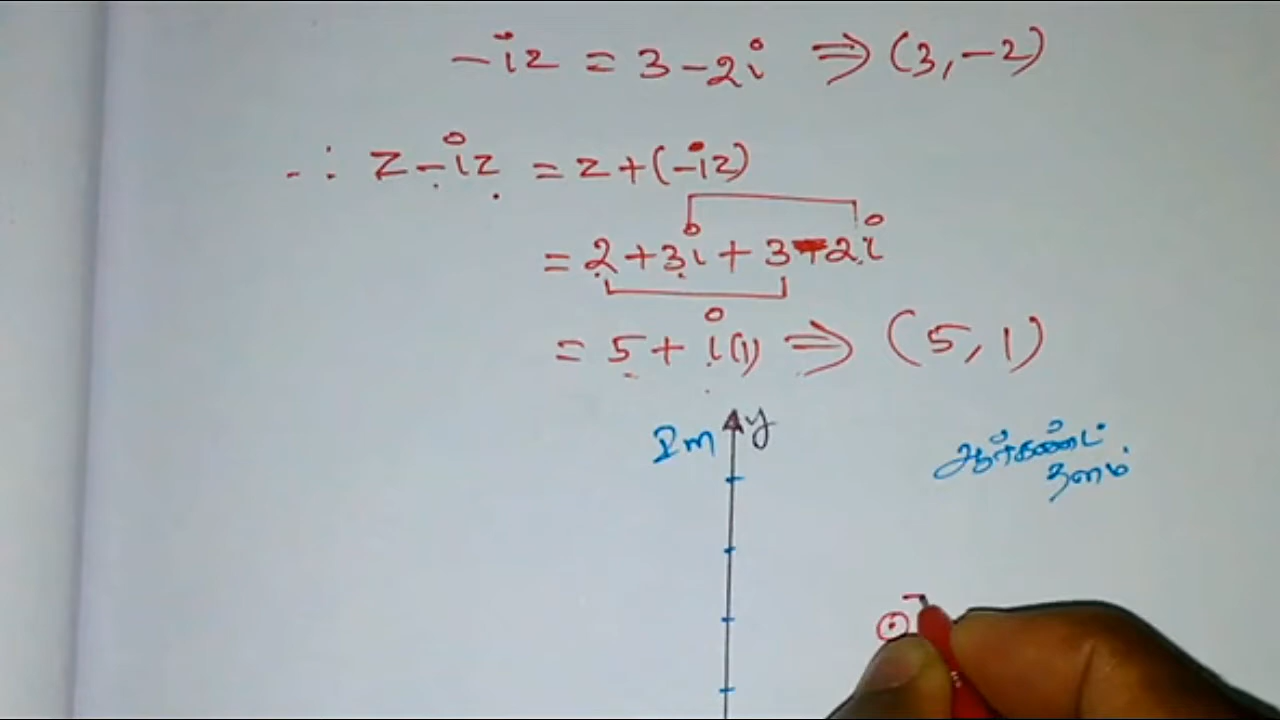 -iz = 3-2i ⇒ (3,-2)
∴ z-iz = z+(-iz)
= 2+3i+3-2i
= 5+i(1) ⇒ (5,1)
Im y
ஆர்கண்ட்
தளம்